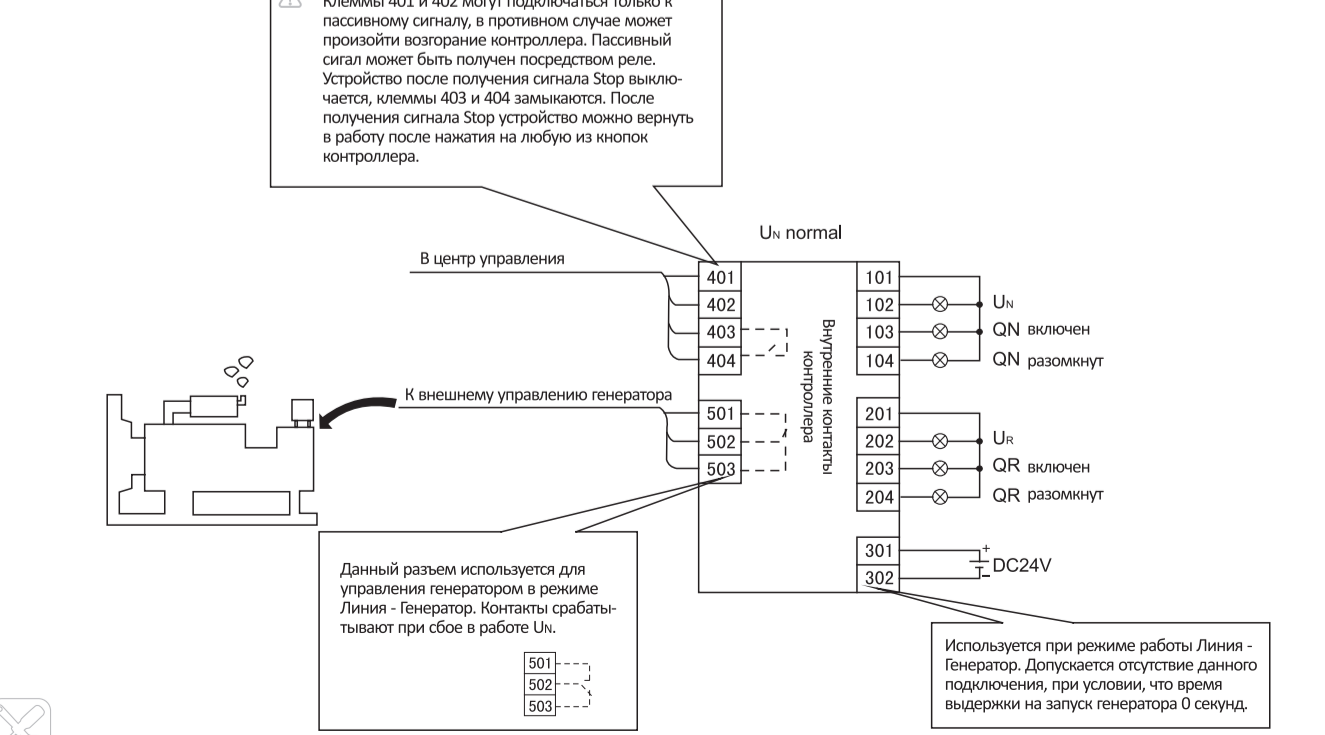 Клеммы 401 и 402 могут подключаться только к
пассивному сигналу, в противном случае может
произойти возгорание контроллера. Пассивный
сигал может быть получен посредством реле.
Устройство после получения сигнала Stop выклю-
чается, клеммы 403 и 404 замыкаются. После
получения сигнала Stop устройство можно вернуть
в работу после нажатия на любую из кнопок
контроллера.
UN normal
В центр управления
401
402
403
404
К внешнему управлению генератора
501
502
503
Внутренние контакты
контроллера
101
102 UN
103 QN включен
104 QN разомкнут
201
202 UR
203 QR включен
204 QR разомкнут
301 +
DC24V
302 −
Данный разъем используется для
управления генератором в режиме
Линия - Генератор. Контакты срабаты-
тывают при сбое в работе UN.
501
502
503
Используется при режиме работы Линия -
Генератор. Допускается отсутствие данного
подключения, при условии, что время
выдержки на запуск генератора 0 секунд.